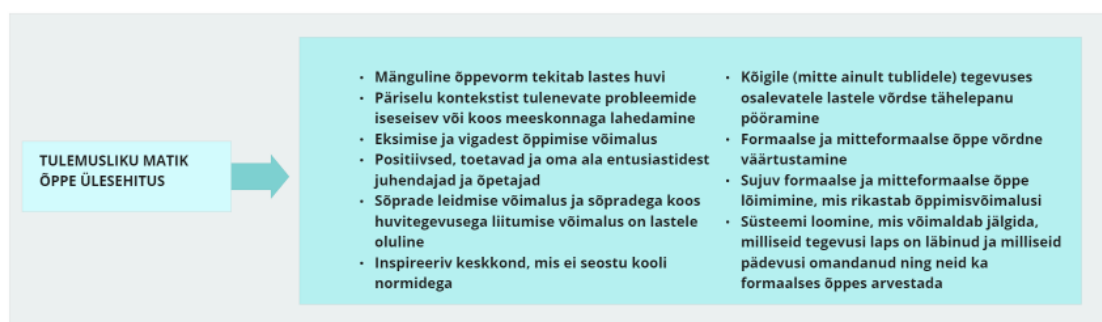 TULEMUSLIKU MATIK
ÕPPE ÜLESEHITUS
• Mänguline õppevorm tekitab lastes huvi
• Päriselu kontekstist tulenevate probleemide
iseseisev või koos meeskonnaga lahedamine
• Eksimise ja vigadest õppimise võimalus
• Positiivsed, toetavad ja oma ala entusiastidest
juhendajad ja õpetajad
• Sõprade leidmise võimalus ja sõpradega koos
huvitegevusega liitumise võimalus on lastele
oluline
• Inspireeriv keskkond, mis ei seostu kooli
normidega
• Kõigile (mitte ainult tublidele) tegevuses
osalevatele lastele võrdse tähelepanu
pööramine
• Formaalse ja mitteformaalse õppe võrdne
väärtustamine
• Sujuv formaalse ja mitteformaalse õppe
lõimimine, mis rikastab õppimisvõimalusi
• Süsteemi loomine, mis võimaldab jälgida,
milliseid tegevusi laps on läbinud ja milliseid
pädevusi omandanud ning neid ka
formaalses õppes arvestada